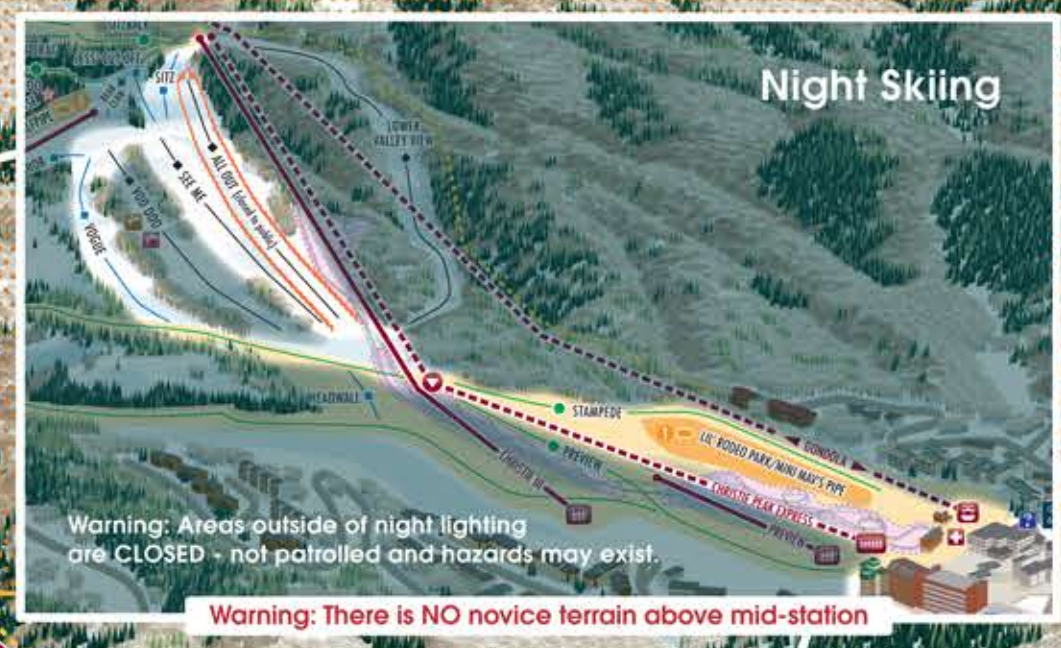 Night Skiing
SITZ
LOWER
VALLEY VIEW
ALL OUT (closed to public)
SEE ME
VOO DOO
VOGUE
HEADWALL
STAMPEDE
PREVIEW
GONDOLA
LIL' RODEO PARK/MINI MAV'S PIPE
CHRISTIE III
CHRISTIE PEAK EXPRESS
PREVIEW
Warning: Areas outside of night lighting
are CLOSED - not patrolled and hazards may exist.
Warning: There is NO novice terrain above mid-station